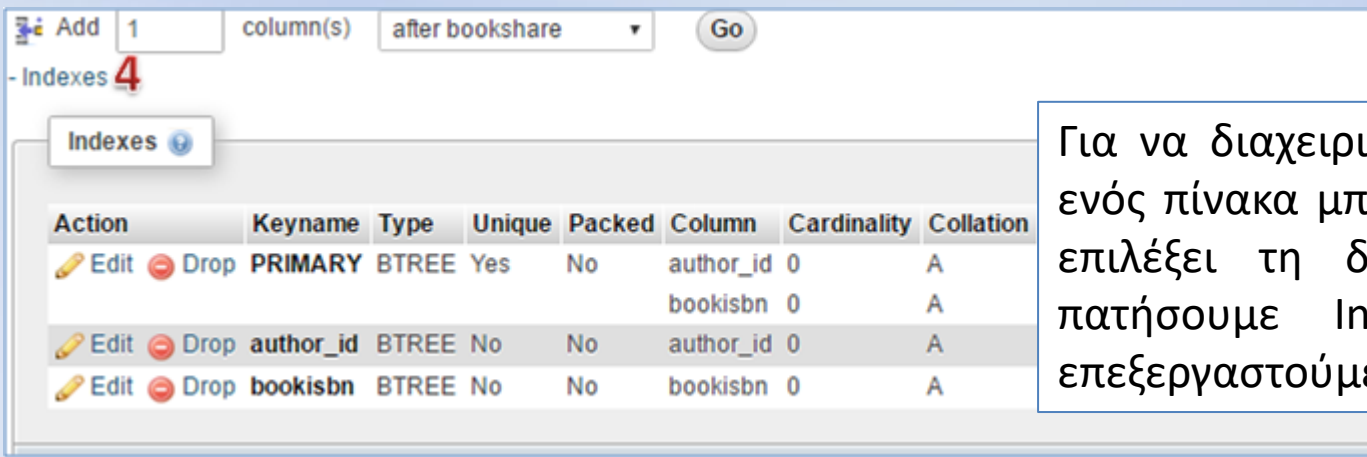 Add 1 column(s) after bookshare Go
- Indexes 4
Indexes
Action Keyname Type Unique Packed Column Cardinality Collation
Edit Drop PRIMARY BTREE Yes No author_id 0 A
bookisbn 0 A
Edit Drop author_id BTREE No No author_id 0 A
Edit Drop bookisbn BTREE No No bookisbn 0 A
Για να διαχειρι
ενός πίνακα μπ
επιλέξει τη δ
πατήσουμε In
επεξεργαστούμε